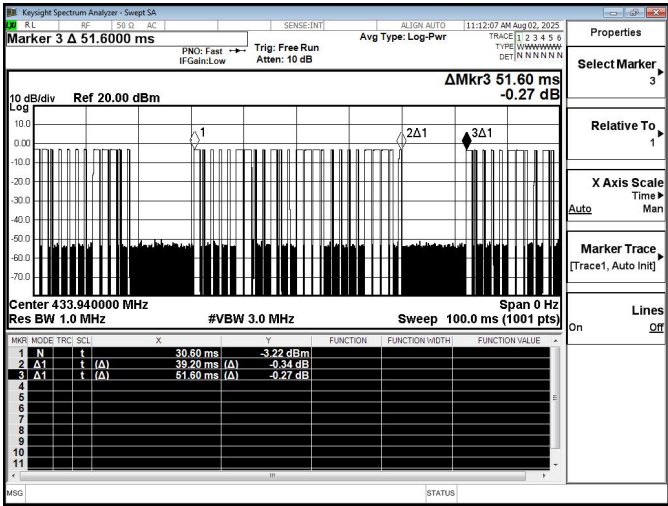 Keysight Spectrum Analyzer - Swept SA
RL RF 50 Ω AC SENSE:INT ALIGN AUTO 11:12:07 AM Aug 02, 2025
Marker 3 Δ 51.6000 ms
PNO: Fast
IFGain:Low
Trig: Free Run
Atten: 10 dB
Avg Type: Log-Pwr
TRACE 1 2 3 4 5 6
TYPE WWWWWW
DET N N N N N N
ΔMkr3 51.60 ms
-0.27 dB
10 dB/div Ref 20.00 dBm
Log
10.0
0.00
-10.0
-20.0
-30.0
-40.0
-50.0
-60.0
-70.0
1
2Δ1
3Δ1
Center 433.940000 MHz Span 0 Hz
Res BW 1.0 MHz #VBW 3.0 MHz Sweep 100.0 ms (1001 pts)
MKR MODE TRC SCL X Y FUNCTION FUNCTION WIDTH FUNCTION VALUE
1 N t 30.60 ms -3.22 dBm
2 Δ1 t (Δ) 39.20 ms (Δ) -0.34 dB
3 Δ1 t (Δ) 51.60 ms (Δ) -0.27 dB
4
5
6
7
8
9
10
11
MSG STATUS
Properties
Select Marker
3
Relative To
1
X Axis Scale
Time
Auto Man
Marker Trace
[Trace1, Auto Init]
Lines
On Off